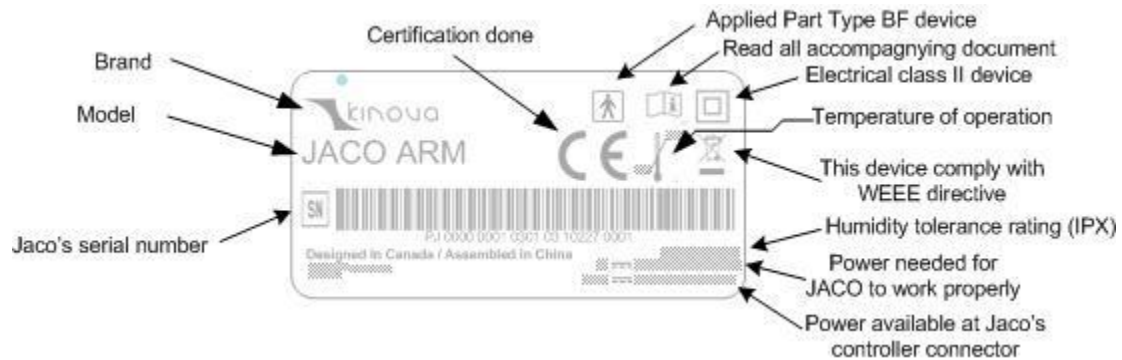 Applied Part Type BF device
Certification done
Read all accompagnying document
Brand
Electrical class II device
kinova
Model
Temperature of operation
JACO ARM
CE
This device comply with
WEEE directive
SN
Jaco's serial number
Humidity tolerance rating (IPX)
PJ 0000 0001 0301 03 10227 0001
Designed in Canada / Assembled in China
Power needed for
JACO to work properly
Power available at Jaco's
controller connector